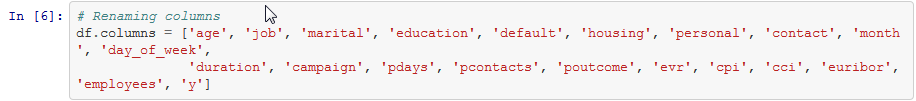 In [6]: # Renaming columns
df.columns = ['age', 'job', 'marital', 'education', 'default', 'housing', 'personal', 'contact', 'month
', 'day_of_week',
'duration', 'campaign', 'pdays', 'pcontacts', 'poutcome', 'evr', 'cpi', 'cci', 'euribor',
'employees', 'y']